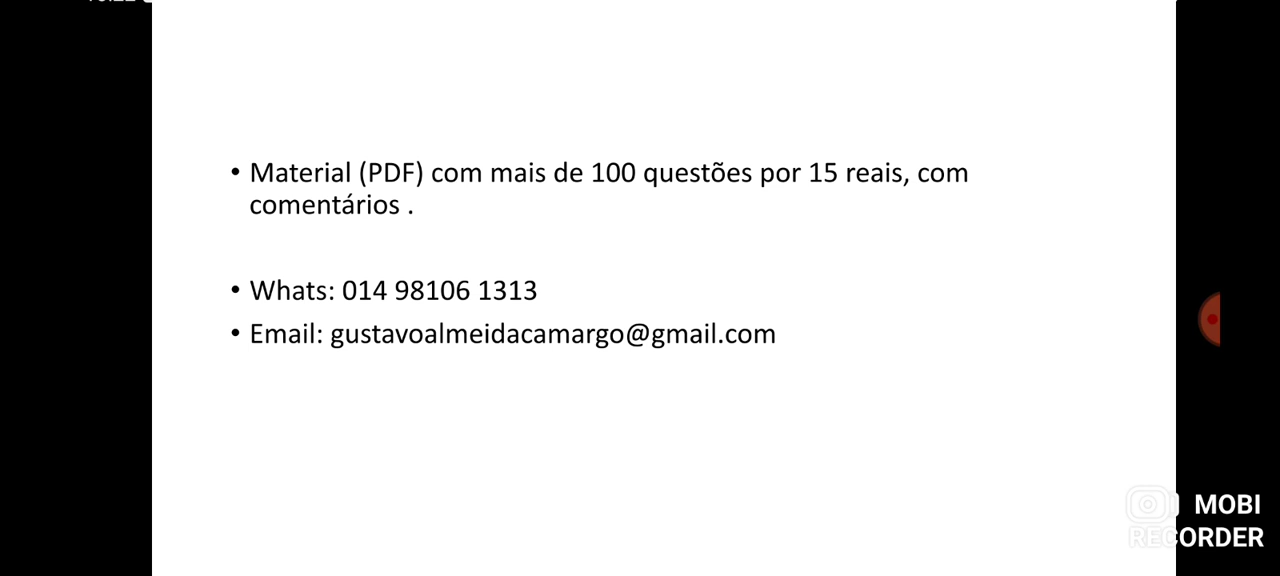 • Material (PDF) com mais de 100 questões por 15 reais, com
comentários .
• Whats: 014 98106 1313
• Email: gustavoalmeidacamargo@gmail.com
MOBI
RECORDER